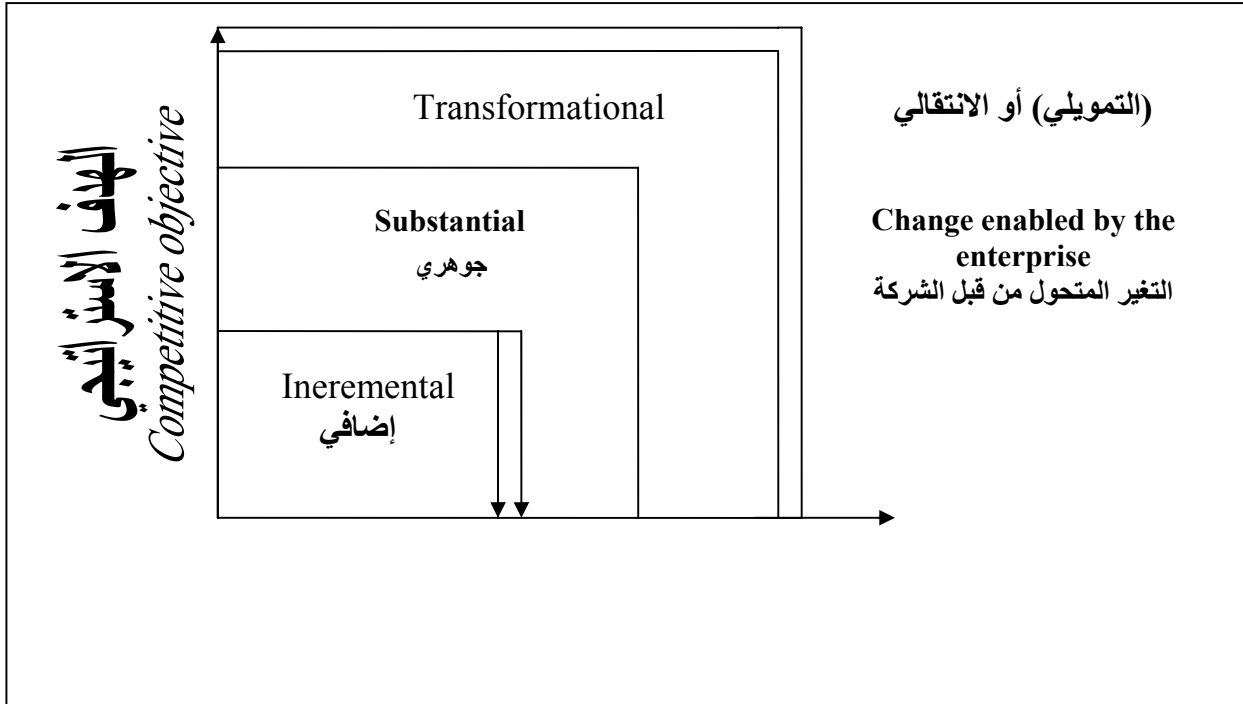 Transformational
(التمويلي) أو الانتقالي
Substantial
جوهري
Change enabled by the
enterprise
التغير المتحول من قبل الشركة
Ineremental
إضافي
الهدف الاستراتيجي
Competitive objective